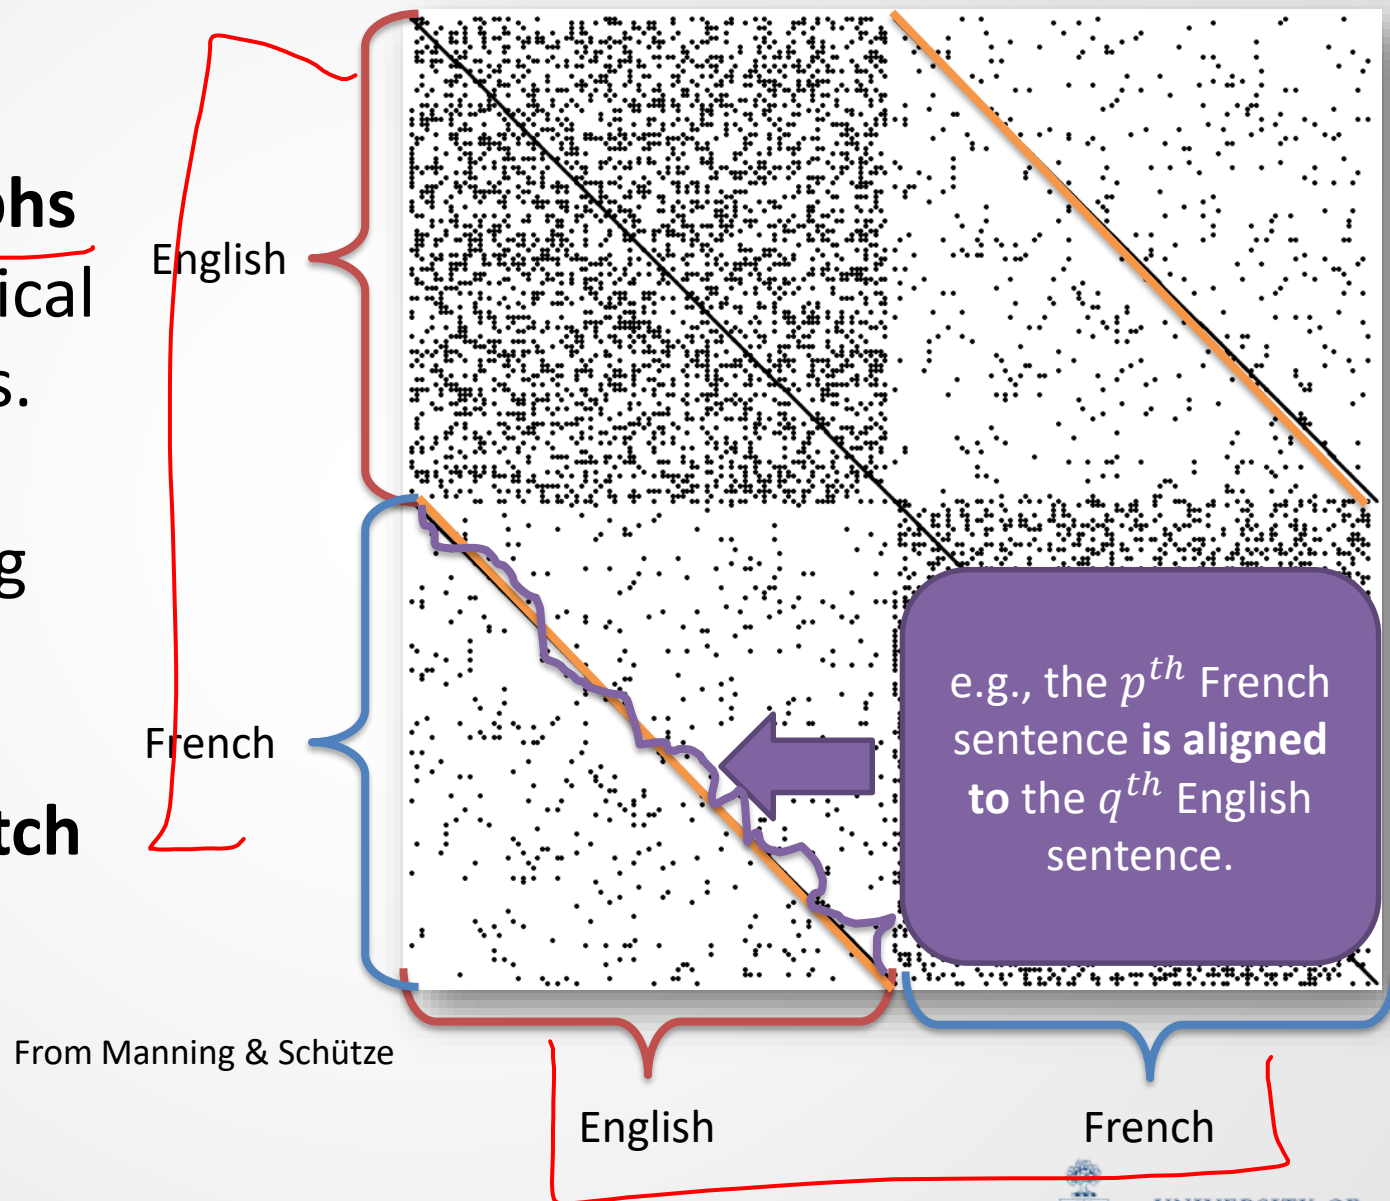 phs
ical
s.
g
tch
English
French
e.g., the pᵗʰ French
sentence is aligned
to the qᵗʰ English
sentence.
From Manning & Schütze
English
French